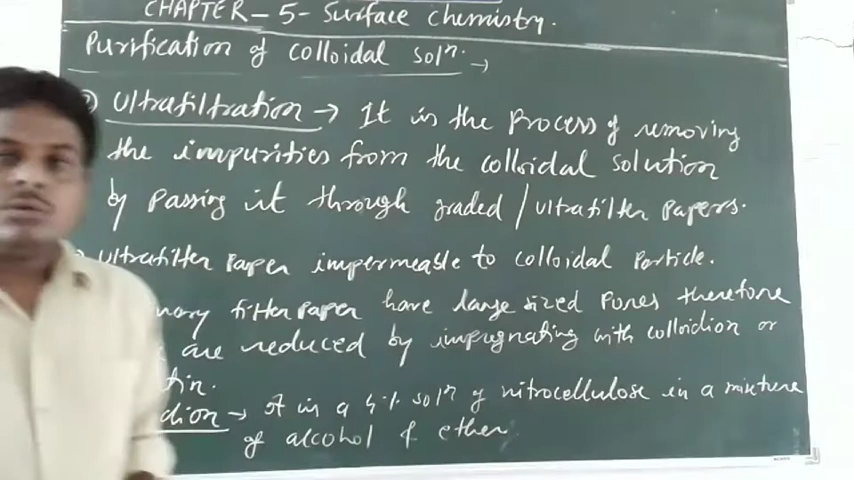 CHAPTER - 5 - Surface Chemistry.
Purification of colloidal solⁿ. →
Ultrafiltration → It is the Process of removing
the impurities from the colloidal solution
by passing it through graded / ultrafilter papers.
ultrafilter paper impermeable to colloidal Particle.
nary filter paper have large sized Pores therefore
are reduced by impregnating with colloidion or
tin.
dion → It is a 4% solⁿ of nitrocellulose in a mixture
of alcohol & ether.